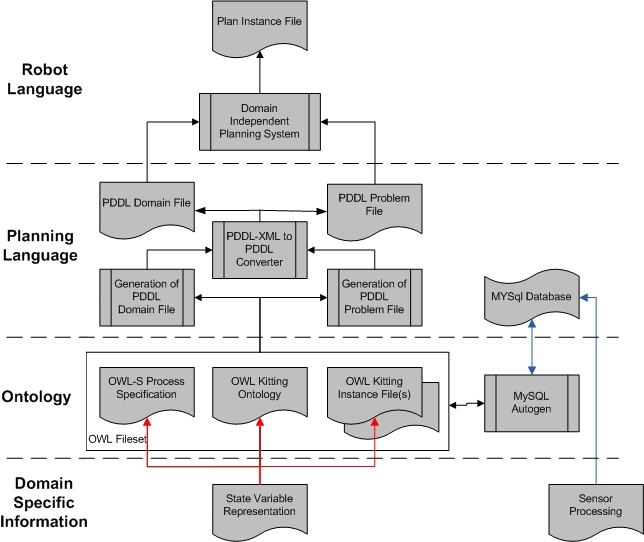 Plan Instance File
Robot
Language
Domain
Independent
Planning System
PDDL Domain File
PDDL Problem
File
Planning
Language
PDDL-XML to
PDDL
Converter
Generation of
PDDL
Domain File
Generation of
PDDL
Problem File
MYSql Database
Ontology
OWL-S Process
Specification
OWL Kitting
Ontology
OWL Kitting
Instance File(s)
MySQL
Autogen
OWL Fileset
Domain
Specific
Information
State Variable
Representation
Sensor
Processing